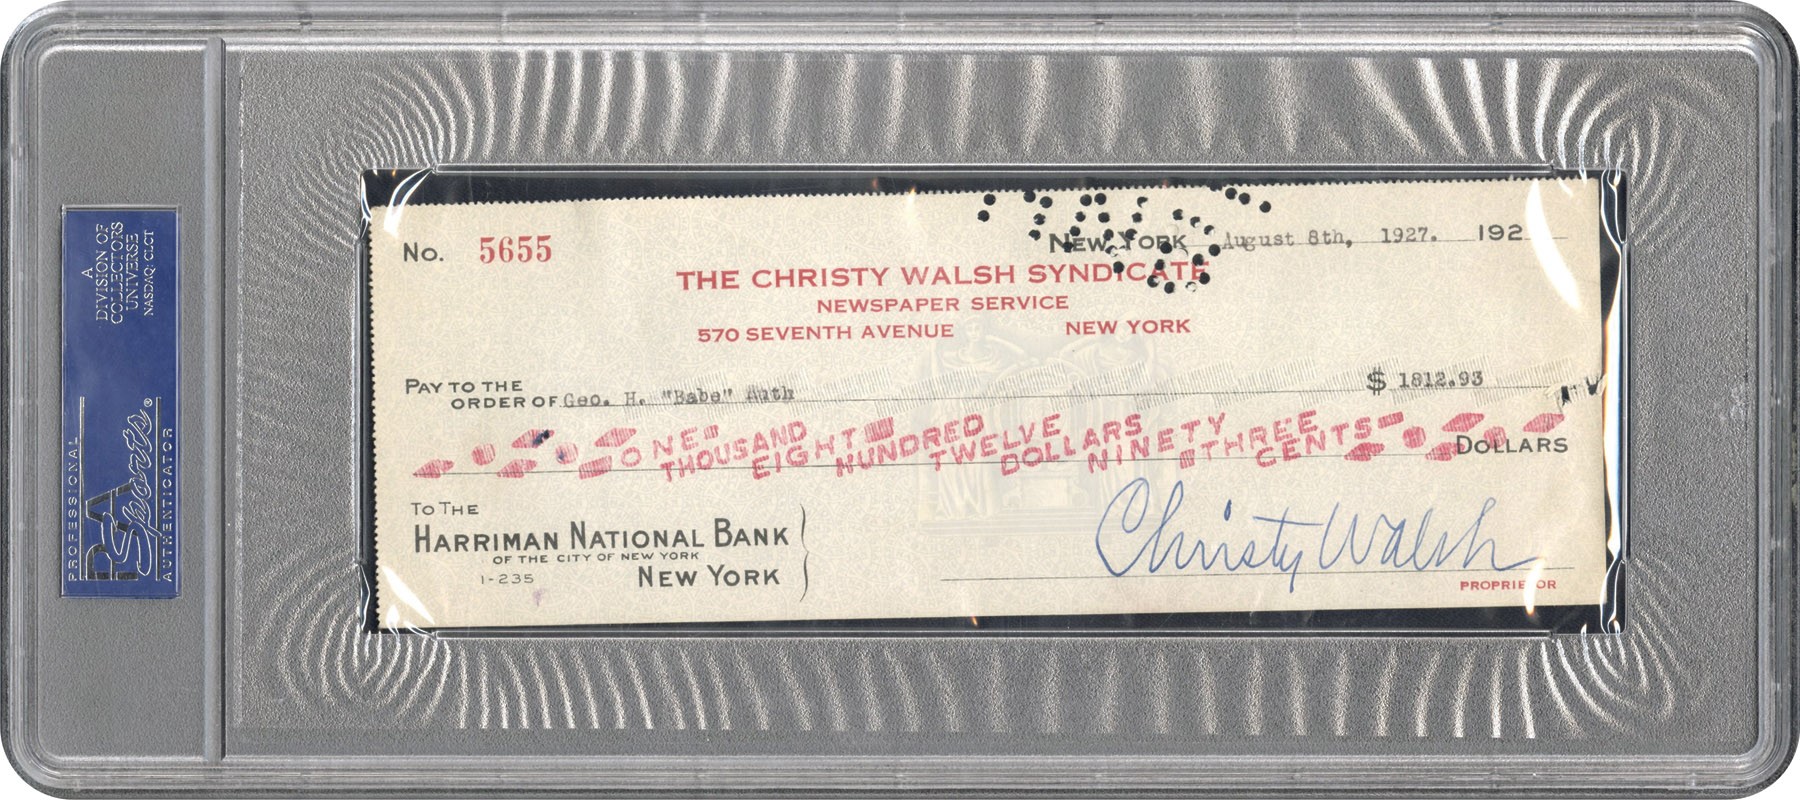 A
DIVISION OF
COLLECTORS
UNIVERSE
NASDAQ: CLCT
PROFESSIONAL
PSA
Sports®
AUTHENTICATOR
No. 5655
NEW YORK August 8th, 1927. 192
THE CHRISTY WALSH SYNDICATE
NEWSPAPER SERVICE
570 SEVENTH AVENUE NEW YORK
PAY TO THE
ORDER OF Geo. H. "Babe" Ruth $ 1812.93
ONE THOUSAND EIGHT HUNDRED TWELVE DOLLARS NINETY THREE CENTS DOLLARS
TO THE
HARRIMAN NATIONAL BANK
OF THE CITY OF NEW YORK
1-235 NEW YORK
Christy Walsh
PROPRIETOR